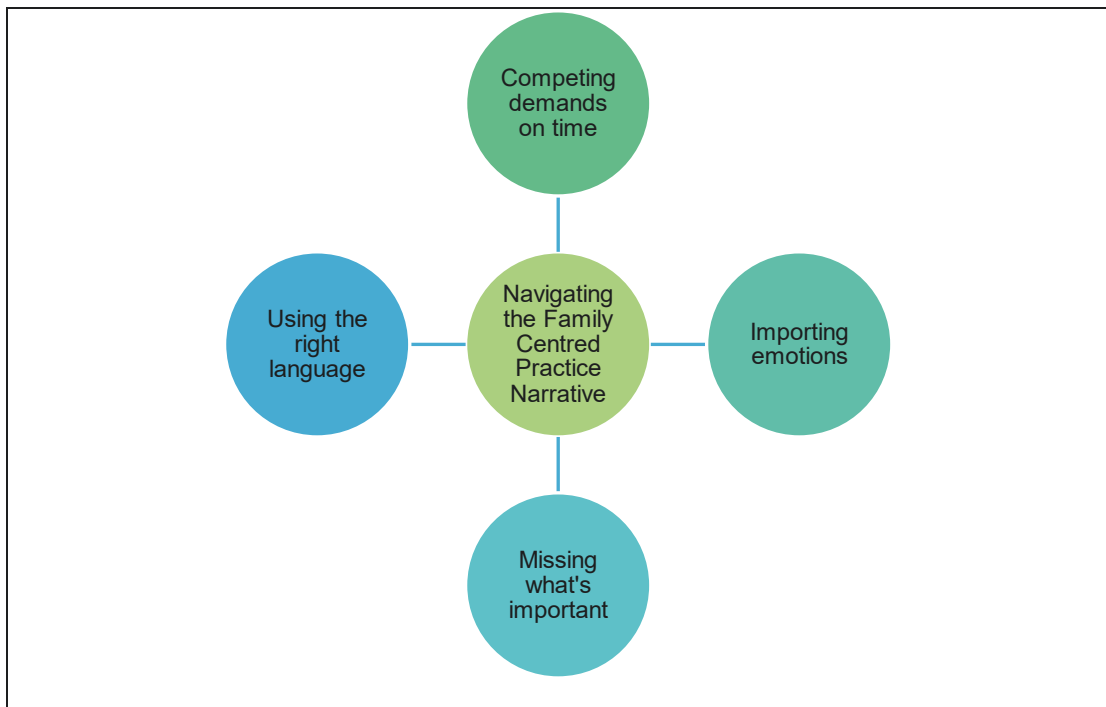 Competing
demands
on time
Using the
right
language
Navigating
the Family
Centred
Practice
Narrative
Importing
emotions
Missing
what's
important